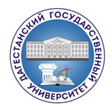 ДАГЕСТАНСКИЙ ГОСУДАРСТВЕННЫЙ
УНИВЕРСИТЕТ